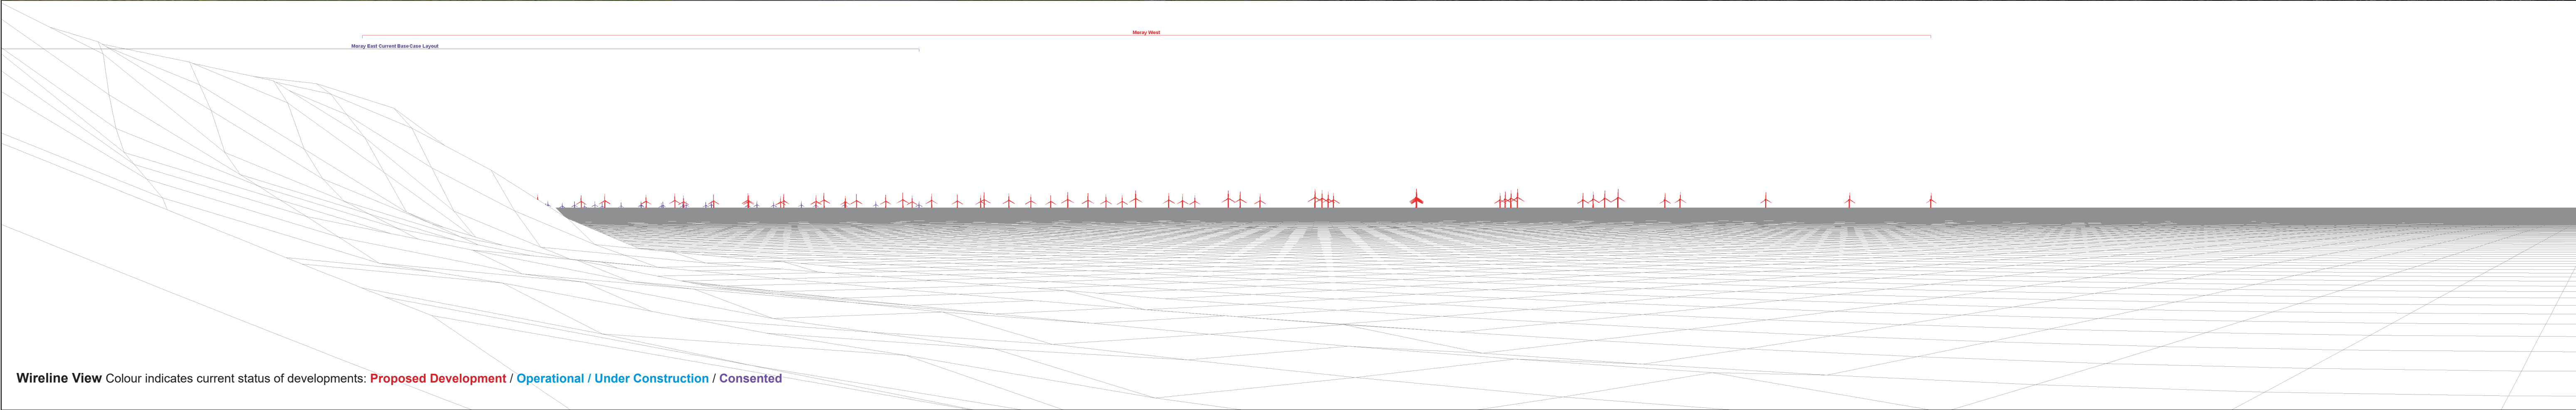 Moray West
Moray East Current Base Case Layout
Wireline View Colour indicates current status of developments: Proposed Development / Operational / Under Construction / Consented